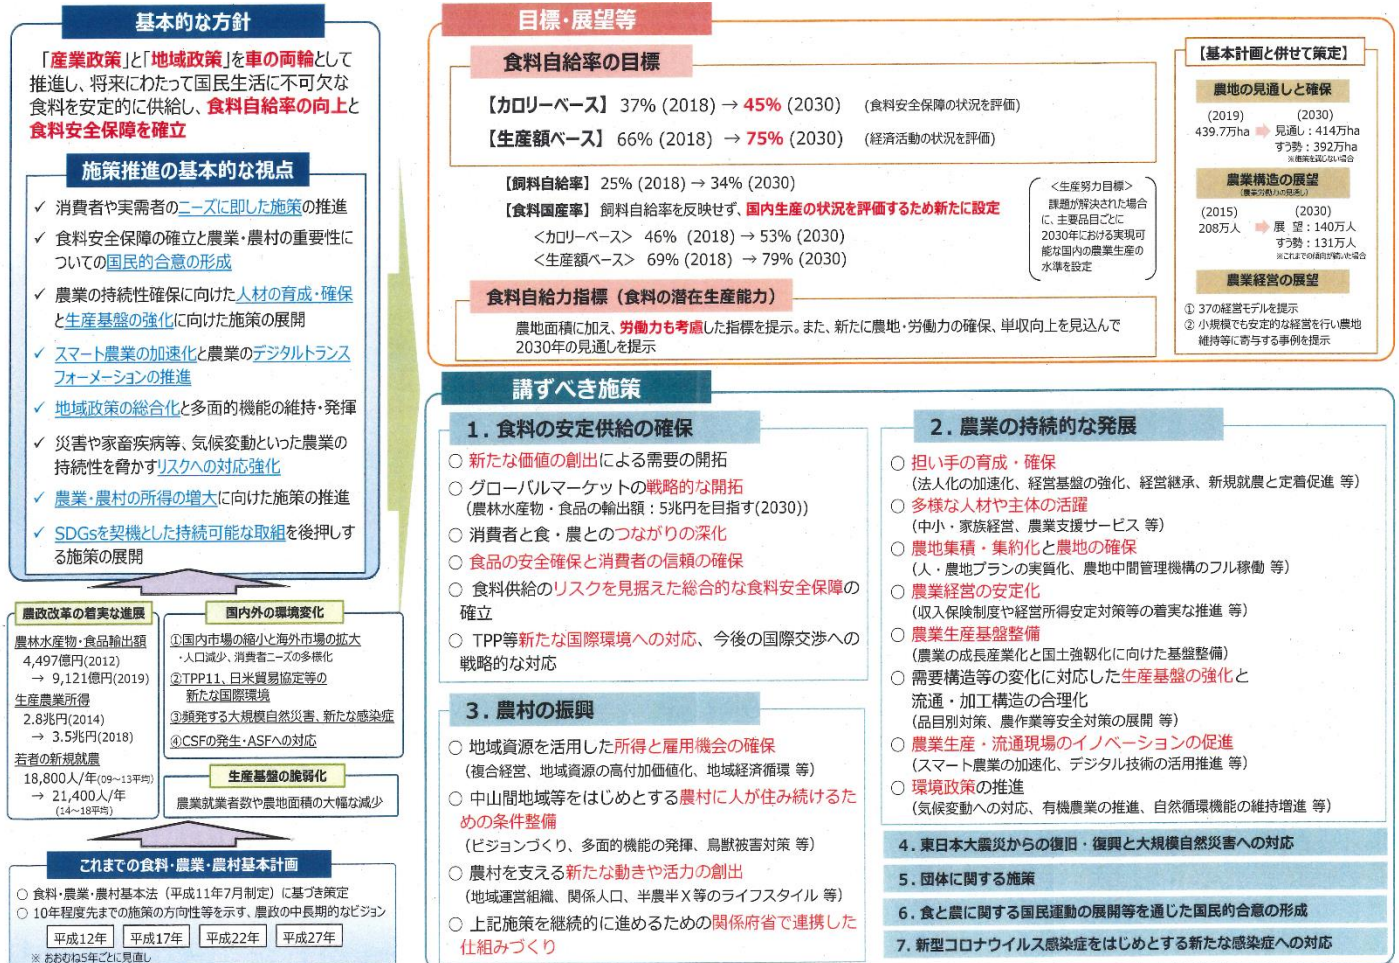 基本的な方針
「産業政策」と「地域政策」を車の両輪として
推進し、将来にわたって国民生活に不可欠な
食料を安定的に供給し、食料自給率の向上と
食料安全保障を確立
施策推進の基本的な視点
✓ 消費者や実需者のニーズに即した施策の推進
✓ 食料安全保障の確立と農業・農村の重要性に
ついての国民的合意の形成
✓ 農業の持続性確保に向けた人材の育成・確保
と生産基盤の強化に向けた施策の展開
✓ スマート農業の加速化と農業のデジタルトランス
フォーメーションの推進
✓ 地域政策の総合化と多面的機能の維持・発揮
✓ 災害や家畜疾病等、気候変動といった農業の
持続性を脅かすリスクへの対応強化
✓ 農業・農村の所得の増大に向けた施策の推進
✓ SDGsを契機とした持続可能な取組を後押しす
る施策の展開
農政改革の着実な進展
農林水産物・食品輸出額
4,497億円(2012)
→ 9,121億円(2019)
生産農業所得
2.8兆円(2014)
→ 3.5兆円(2018)
若者の新規就農
18,800人/年(09～13平均)
→ 21,400人/年
(14～18平均)
国内外の環境変化
①国内市場の縮小と海外市場の拡大
・人口減少、消費者ニーズの多様化
②TPP11、日米貿易協定等の
新たな国際環境
③頻発する大規模自然災害、新たな感染症
④CSFの発生・ASFへの対応
生産基盤の脆弱化
農業就業者数や農地面積の大幅な減少
これまでの食料・農業・農村基本計画
○ 食料・農業・農村基本法（平成11年7月制定）に基づき策定
○ 10年程度先までの施策の方向性等を示す、農政の中長期的なビジョン
平成12年 平成17年 平成22年 平成27年
※ おおむね5年ごとに見直し
目標・展望等
食料自給率の目標
【カロリーベース】 37% (2018) → 45% (2030) (食料安全保障の状況を評価)
【生産額ベース】 66% (2018) → 75% (2030) (経済活動の状況を評価)
【飼料自給率】 25% (2018) → 34% (2030)
【食料国産率】 飼料自給率を反映せず、国内生産の状況を評価するため新たに設定
＜カロリーベース＞ 46% (2018) → 53% (2030)
＜生産額ベース＞ 69% (2018) → 79% (2030)
＜生産努力目標＞
課題が解決された場合
に、主要品目ごとに
2030年における実現可
能な国内の農業生産の
水準を設定
食料自給力指標（食料の潜在生産能力）
農地面積に加え、労働力も考慮した指標を提示。また、新たに農地・労働力の確保、単収向上を見込んで
2030年の見通しを提示
【基本計画と併せて策定】
農地の見通しと確保
(2019) (2030)
439.7万ha 見通し：414万ha
すう勢：392万ha
※施策を講じない場合
農業構造の展望
(農業労働力の見通し)
(2015) (2030)
208万人 展 望：140万人
すう勢：131万人
※これまでの傾向が続いた場合
農業経営の展望
① 37の経営モデルを提示
② 小規模でも安定的な経営を行い農地
維持等に寄与する事例を提示
講ずべき施策
1．食料の安定供給の確保
○ 新たな価値の創出による需要の開拓
○ グローバルマーケットの戦略的な開拓
(農林水産物・食品の輸出額：5兆円を目指す(2030))
○ 消費者と食・農とのつながりの深化
○ 食品の安全確保と消費者の信頼の確保
○ 食料供給のリスクを見据えた総合的な食料安全保障の
確立
○ TPP等新たな国際環境への対応、今後の国際交渉への
戦略的な対応
3．農村の振興
○ 地域資源を活用した所得と雇用機会の確保
(複合経営、地域資源の高付加価値化、地域経済循環 等)
○ 中山間地域等をはじめとする農村に人が住み続けるた
めの条件整備
(ビジョンづくり、多面的機能の発揮、鳥獣被害対策 等)
○ 農村を支える新たな動きや活力の創出
(地域運営組織、関係人口、半農半X等のライフスタイル 等)
○ 上記施策を継続的に進めるための関係府省で連携した
仕組みづくり
2．農業の持続的な発展
○ 担い手の育成・確保
(法人化の加速化、経営基盤の強化、経営継承、新規就農と定着促進 等)
○ 多様な人材や主体の活躍
(中小・家族経営、農業支援サービス 等)
○ 農地集積・集約化と農地の確保
(人・農地プランの実質化、農地中間管理機構のフル稼働 等)
○ 農業経営の安定化
(収入保険制度や経営所得安定対策等の着実な推進 等)
○ 農業生産基盤整備
(農業の成長産業化と国土強靱化に向けた基盤整備)
○ 需要構造等の変化に対応した生産基盤の強化と
流通・加工構造の合理化
(品目別対策、農作業等安全対策の展開 等)
○ 農業生産・流通現場のイノベーションの促進
(スマート農業の加速化、デジタル技術の活用推進 等)
○ 環境政策の推進
(気候変動への対応、有機農業の推進、自然循環機能の維持増進 等)
4．東日本大震災からの復旧・復興と大規模自然災害への対応
5．団体に関する施策
6．食と農に関する国民運動の展開等を通じた国民的合意の形成
7．新型コロナウイルス感染症をはじめとする新たな感染症への対応